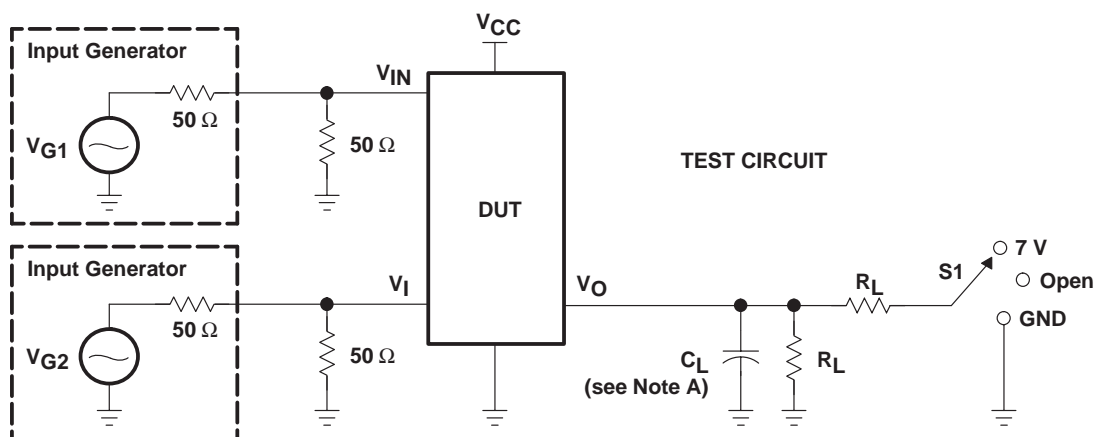 Input Generator
VG1
50 Ω
50 Ω
VIN
VCC
DUT
TEST CIRCUIT
Input Generator
VG2
50 Ω
50 Ω
VI
VO
CL
(see Note A)
RL
RL
S1
7 V
Open
GND